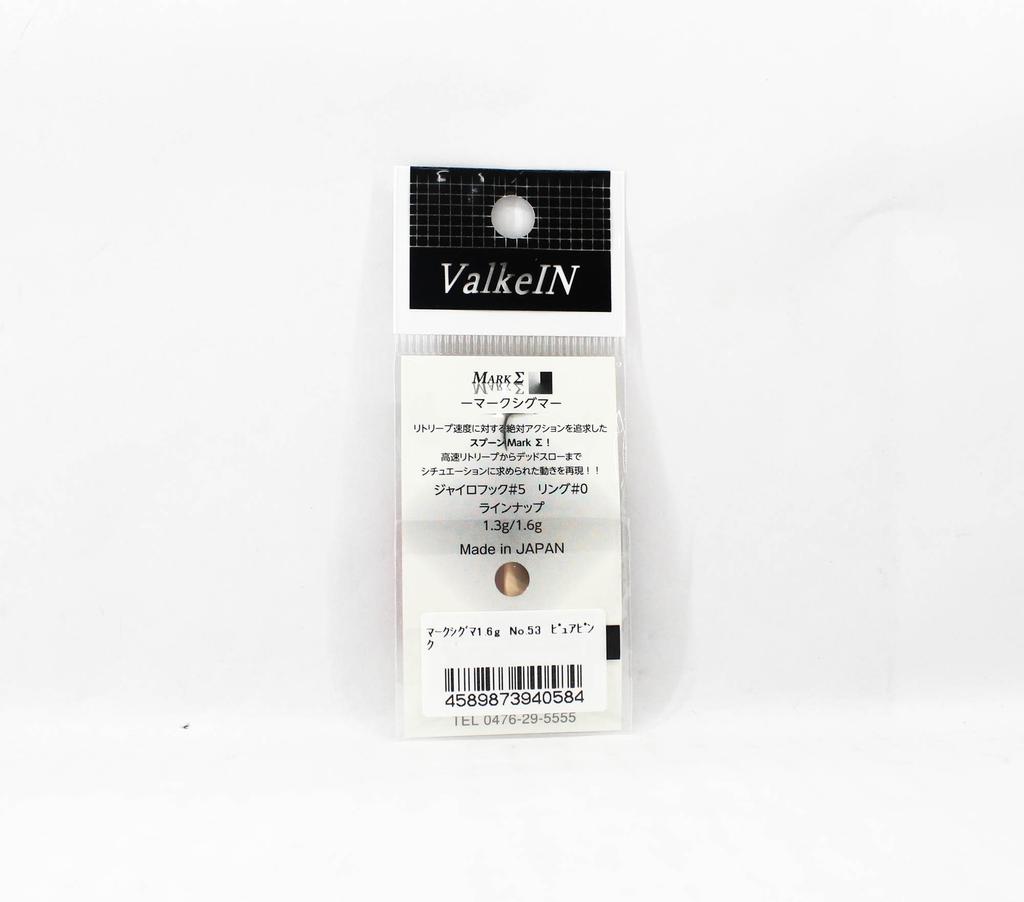 ValkeIN
MARK Σ
ーマークシグマー
リトリーブ速度に対する絶対アクションを追求した
スプーンMark Σ！
高速リトリーブからデッドスローまで
シチュエーションに求められた動きを再現！！
ジャイロフック#5 リング#0
ラインナップ
1.3g/1.6g
Made in JAPAN
マークシグマ1.6g No.53 ピュアピン
ク
4589873940584
TEL 0476-29-5555